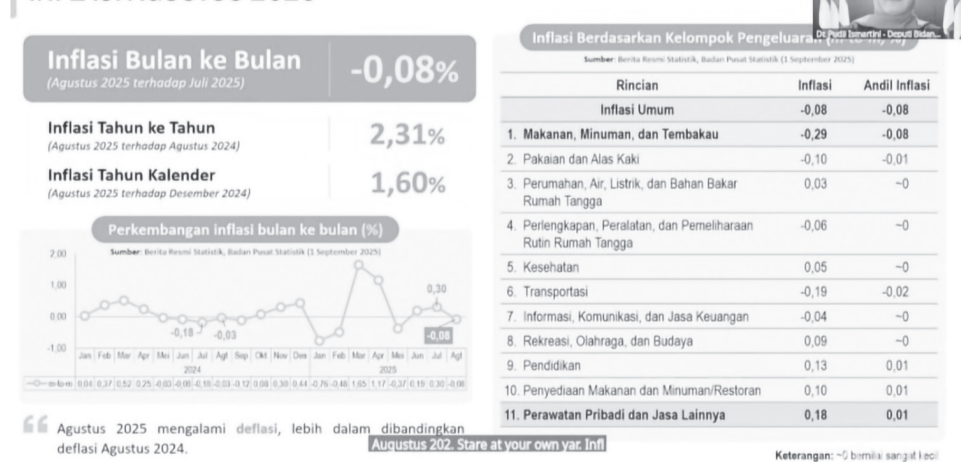 Inflasi Bulan ke Bulan
(Agustus 2025 terhadap Juli 2025)
-0,08%
Inflasi Tahun ke Tahun
(Agustus 2025 terhadap Agustus 2024)
2,31%
Inflasi Tahun Kalender
(Agustus 2025 terhadap Desember 2024)
1,60%
Perkembangan inflasi bulan ke bulan (%)
Sumber: Berita Resmi Statistik, Badan Pusat Statistik (1 September 2025)
2,00
1,00
0,00
-1,00
-0,18
-0,03
0,30
-0,08
Jan Feb Mar Apr Mei Jun Jul Agt Sep Okt Nov Des Jan Feb Mar Apr Mei Jun Jul Agt
2024 2025
m-to-m 0,04 0,37 0,52 0,25 -0,03 -0,08 -0,18 -0,03 -0,12 0,08 0,30 0,44 -0,76 -0,48 1,65 1,17 -0,37 0,19 0,30 -0,08
Agustus 2025 mengalami deflasi, lebih dalam dibandingkan
deflasi Agustus 2024.
Inflasi Berdasarkan Kelompok Pengeluaran
Sumber: Berita Resmi Statistik, Badan Pusat Statistik (1 September 2025)
Rincian Inflasi Andil Inflasi
Inflasi Umum -0,08 -0,08
1. Makanan, Minuman, dan Tembakau -0,29 -0,08
2. Pakaian dan Alas Kaki -0,10 -0,01
3. Perumahan, Air, Listrik, dan Bahan Bakar
Rumah Tangga 0,03 ~0
4. Perlengkapan, Peralatan, dan Pemeliharaan
Rutin Rumah Tangga -0,06 ~0
5. Kesehatan 0,05 ~0
6. Transportasi -0,19 -0,02
7. Informasi, Komunikasi, dan Jasa Keuangan -0,04 ~0
8. Rekreasi, Olahraga, dan Budaya 0,09 ~0
9. Pendidikan 0,13 0,01
10. Penyediaan Makanan dan Minuman/Restoran 0,10 0,01
11. Perawatan Pribadi dan Jasa Lainnya 0,18 0,01
Keterangan: ~0 bernilai sangat kecil
Pudji Ismartini - Deputi Bidan...
Augustus 202. Stare at your own yar. Infl